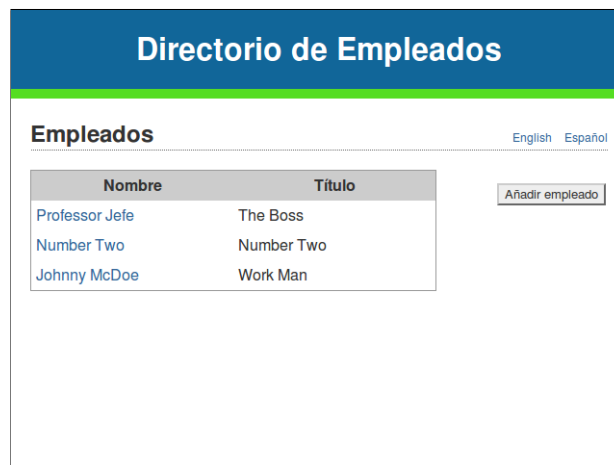 Directorio de Empleados
Empleados
English Español
Nombre Título
Añadir empleado
Professor Jefe The Boss
Number Two Number Two
Johnny McDoe Work Man